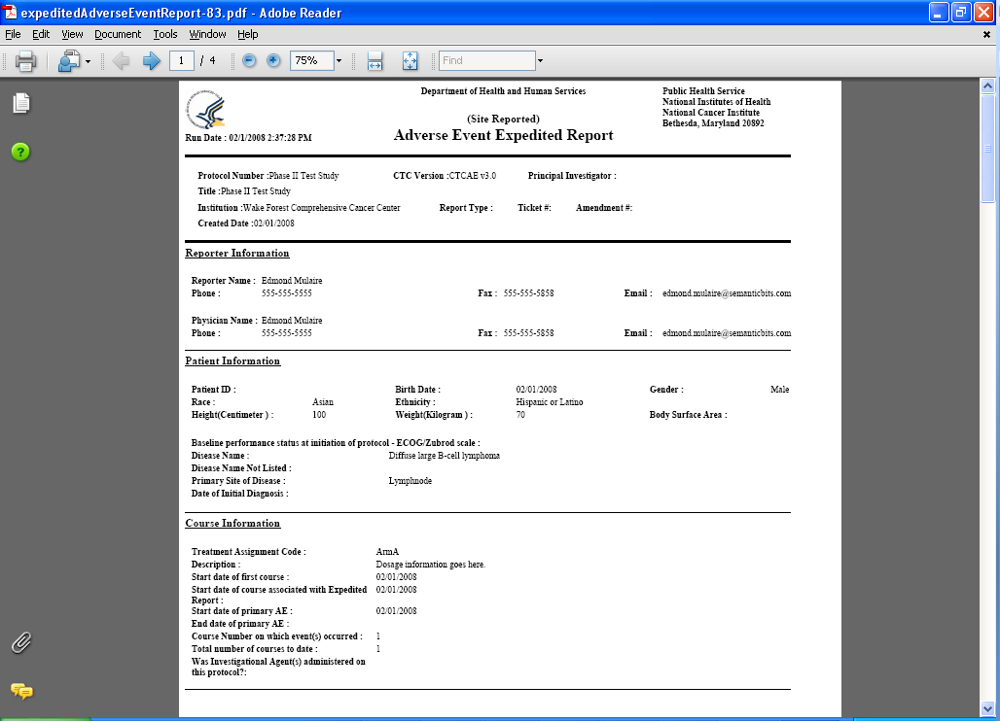 expeditedAdverseEventReport-83.pdf - Adobe Reader
File Edit View Document Tools Window Help
1 / 4 75% Find
Department of Health and Human Services
Public Health Service
National Institutes of Health
National Cancer Institute
Bethesda, Maryland 20892
(Site Reported)
Adverse Event Expedited Report
Run Date : 02/1/2008 2:37:28 PM
Protocol Number :Phase II Test Study CTC Version :CTCAE v3.0 Principal Investigator :
Title :Phase II Test Study
Institution :Wake Forest Comprehensive Cancer Center Report Type : Ticket #: Amendment #:
Created Date :02/01/2008
Reporter Information
Reporter Name : Edmond Mulaire
Phone : 555-555-5555 Fax : 555-555-5858 Email : edmond.mulaire@semanticbits.com
Physician Name : Edmond Mulaire
Phone : 555-555-5555 Fax : 555-555-5858 Email : edmond.mulaire@semanticbits.com
Patient Information
Patient ID : Birth Date : 02/01/2008 Gender : Male
Race : Asian Ethnicity : Hispanic or Latino
Height(Centimeter ) : 100 Weight(Kilogram ) : 70 Body Surface Area :
Baseline performance status at initiation of protocol - ECOG/Zubrod scale :
Disease Name : Diffuse large B-cell lymphoma
Disease Name Not Listed :
Primary Site of Disease : Lymphnode
Date of Initial Diagnosis :
Course Information
Treatment Assignment Code : ArmA
Description : Dosage information goes here.
Start date of first course : 02/01/2008
Start date of course associated with Expedited 02/01/2008
Report :
Start date of primary AE : 02/01/2008
End date of primary AE :
Course Number on which event(s) occurred : 1
Total number of courses to date : 1
Was Investigational Agent(s) administered on
this protocol?: